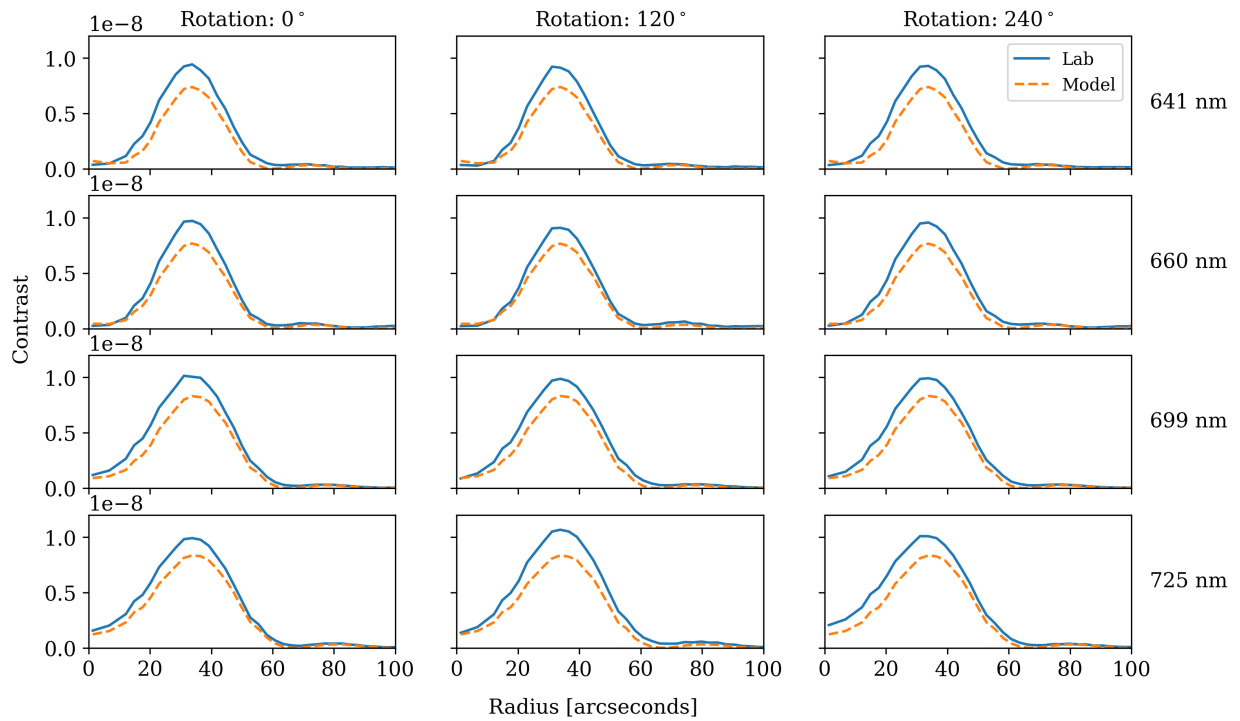 Rotation: 0°
Rotation: 120°
Rotation: 240°
1e−8
1.0
0.5
0.0
Lab
Model
641 nm
1e−8
1.0
0.5
0.0
660 nm
1e−8
1.0
0.5
0.0
699 nm
1e−8
1.0
0.5
0.0
725 nm
0 20 40 60 80 100
0 20 40 60 80 100
0 20 40 60 80 100
Contrast
Radius [arcseconds]